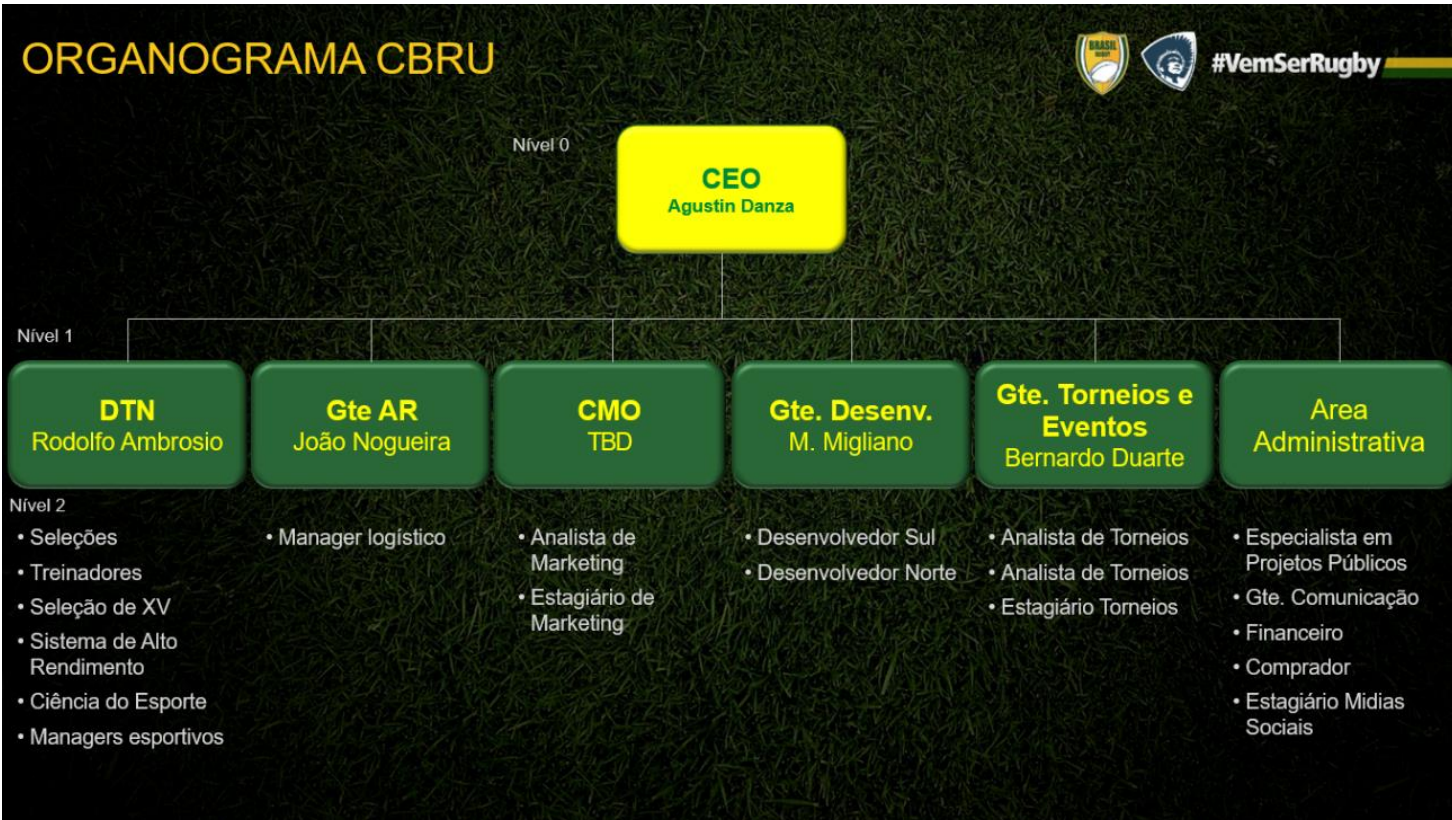 ORGANOGRAMA CBRU
BRASIL
RUGBY
#VemSerRugby
Nível 0
CEO
Agustin Danza
Nível 1
DTN
Rodolfo Ambrosio
Gte AR
João Nogueira
CMO
TBD
Gte. Desenv.
M. Migliano
Gte. Torneios e
Eventos
Bernardo Duarte
Area
Administrativa
Nível 2
• Seleções
• Treinadores
• Seleção de XV
• Sistema de Alto
Rendimento
• Ciência do Esporte
• Managers esportivos
• Manager logístico
• Analista de
Marketing
• Estagiário de
Marketing
• Desenvolvedor Sul
• Desenvolvedor Norte
• Analista de Torneios
• Analista de Torneios
• Estagiário Torneios
• Especialista em
Projetos Públicos
• Gte. Comunicação
• Financeiro
• Comprador
• Estagiário Midias
Sociais